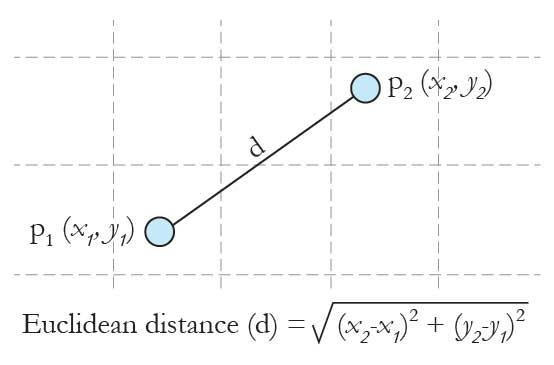 p₂ (x₂, y₂)
d
p₁ (x₁, y₁)
Euclidean distance (d) = √(x₂-x₁)² + (y₂-y₁)²